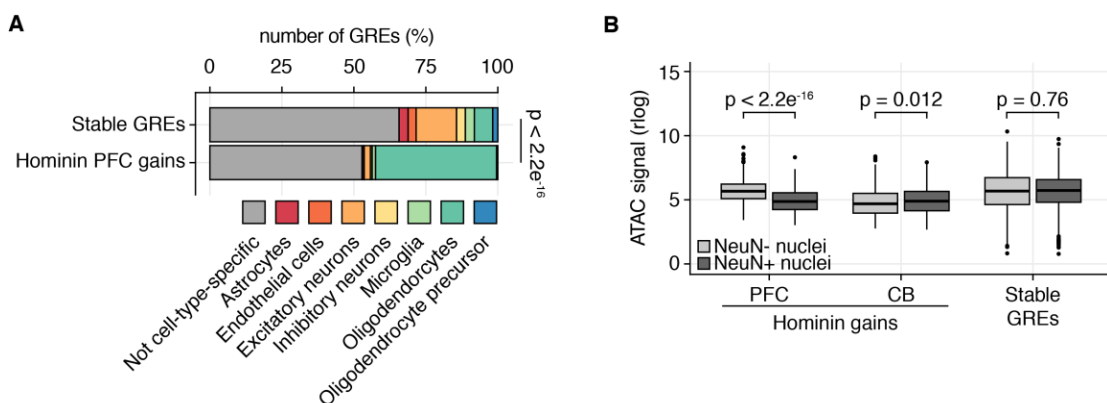 A
number of GREs (%)
0 25 50 75 100
Stable GREs
Hominin PFC gains
p < 2.2e-16
Not cell-type-specific
Astrocytes
Endothelial cells
Excitatory neurons
Inhibitory neurons
Microglia
Oligodendorcytes
Oligodendrocyte precursor
B
ATAC signal (rlog)
15
10
5
0
p < 2.2e-16
p = 0.012
p = 0.76
NeuN- nuclei
NeuN+ nuclei
PFC CB Stable
GREs
Hominin gains